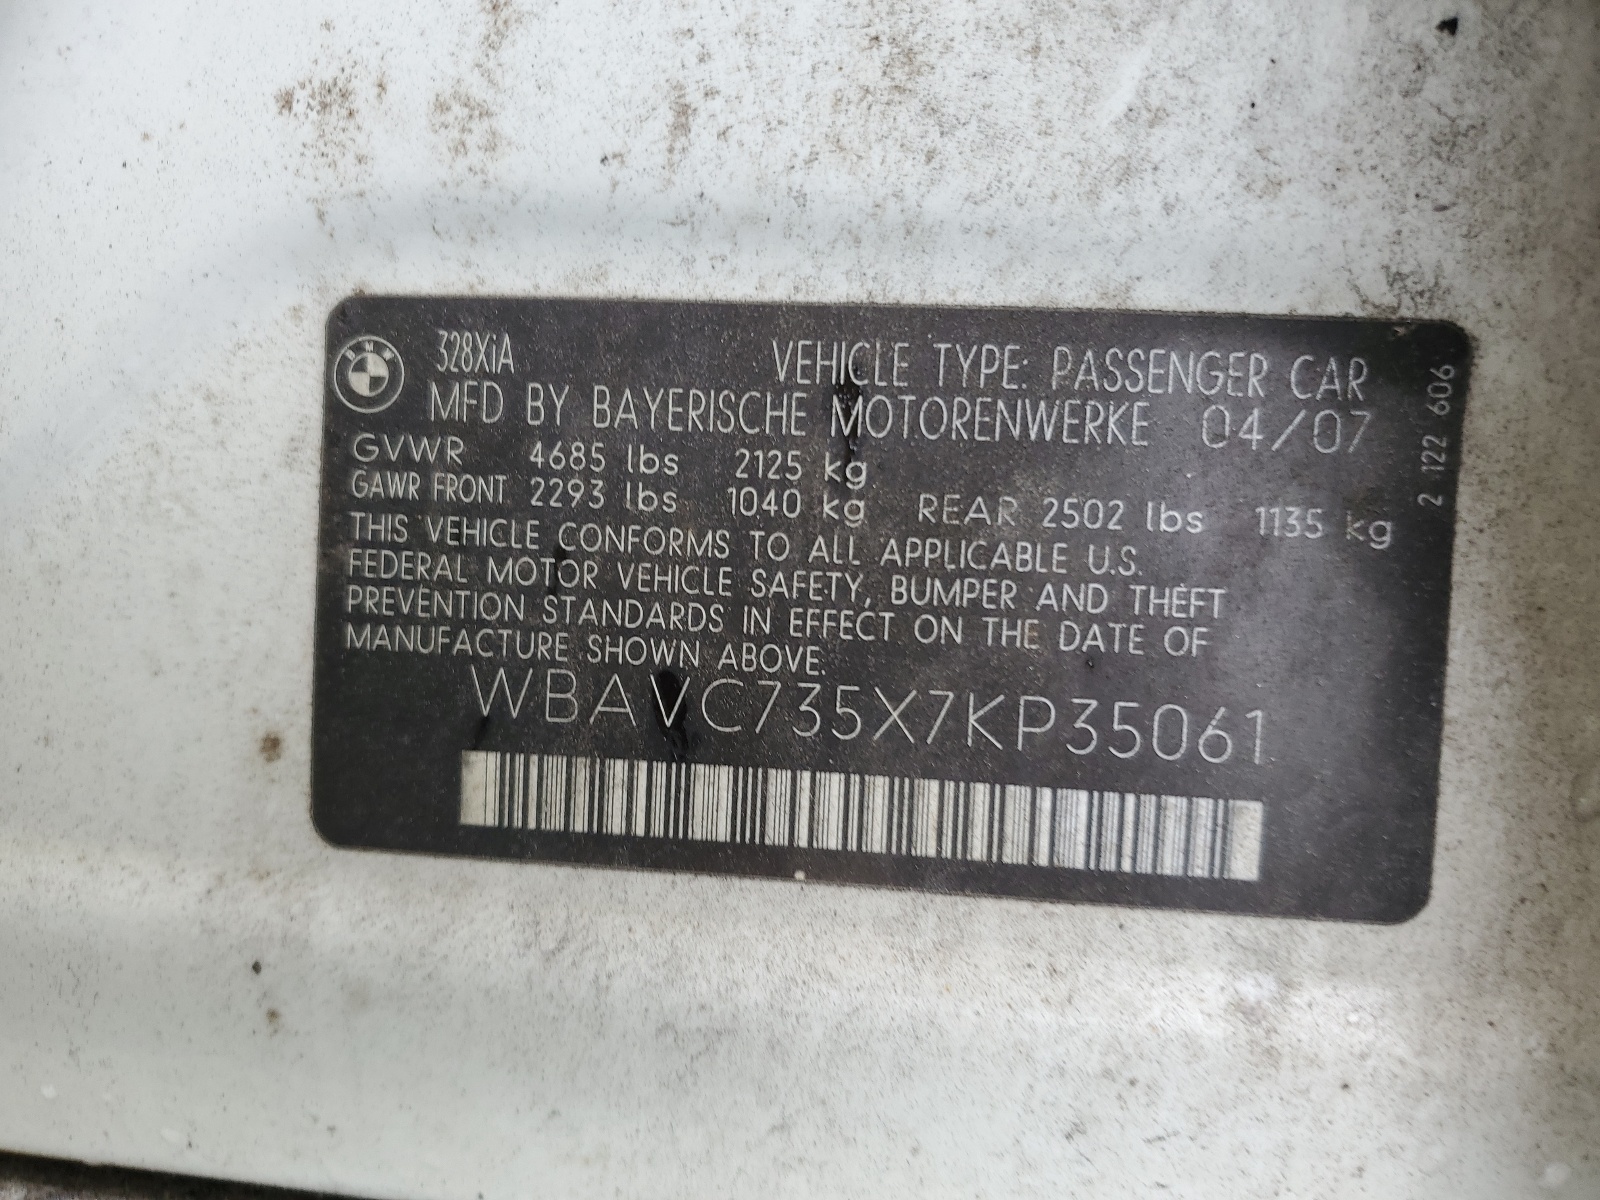 BMW
328XiA VEHICLE TYPE: PASSENGER CAR
MFD BY BAYERISCHE MOTORENWERKE 04/07
GVWR 4685 lbs 2125 kg
GAWR FRONT 2293 lbs 1040 kg REAR 2502 lbs 1135 kg
THIS VEHICLE CONFORMS TO ALL APPLICABLE U.S.
FEDERAL MOTOR VEHICLE SAFETY, BUMPER AND THEFT
PREVENTION STANDARDS IN EFFECT ON THE DATE OF
MANUFACTURE SHOWN ABOVE.
WBAVC735X7KP35061
2 122 606